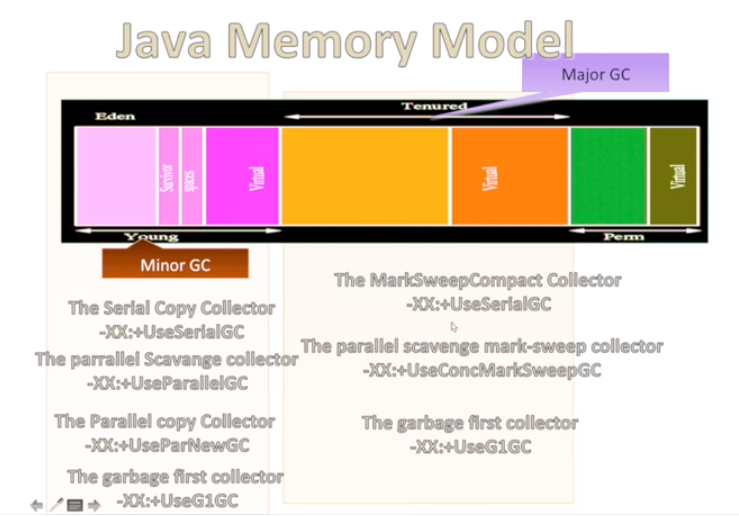 Java Memory Model
Major GC
Eden
Tenured
Survivor
spaces
Virtual
Virtual
Virtual
Young
Perm
Minor GC
The Serial Copy Collector
-XX:+UseSerialGC
The parrallel Scavange collector
-XX:+UseParallelGC
The Parallel copy Collector
-XX:+UseParNewGC
The garbage first collector
-XX:+UseG1GC
The MarkSweepCompact Collector
-XX:+UseSerialGC
The parallel scavenge mark-sweep collector
-XX:+UseConcMarkSweepGC
The garbage first collector
-XX:+UseG1GC